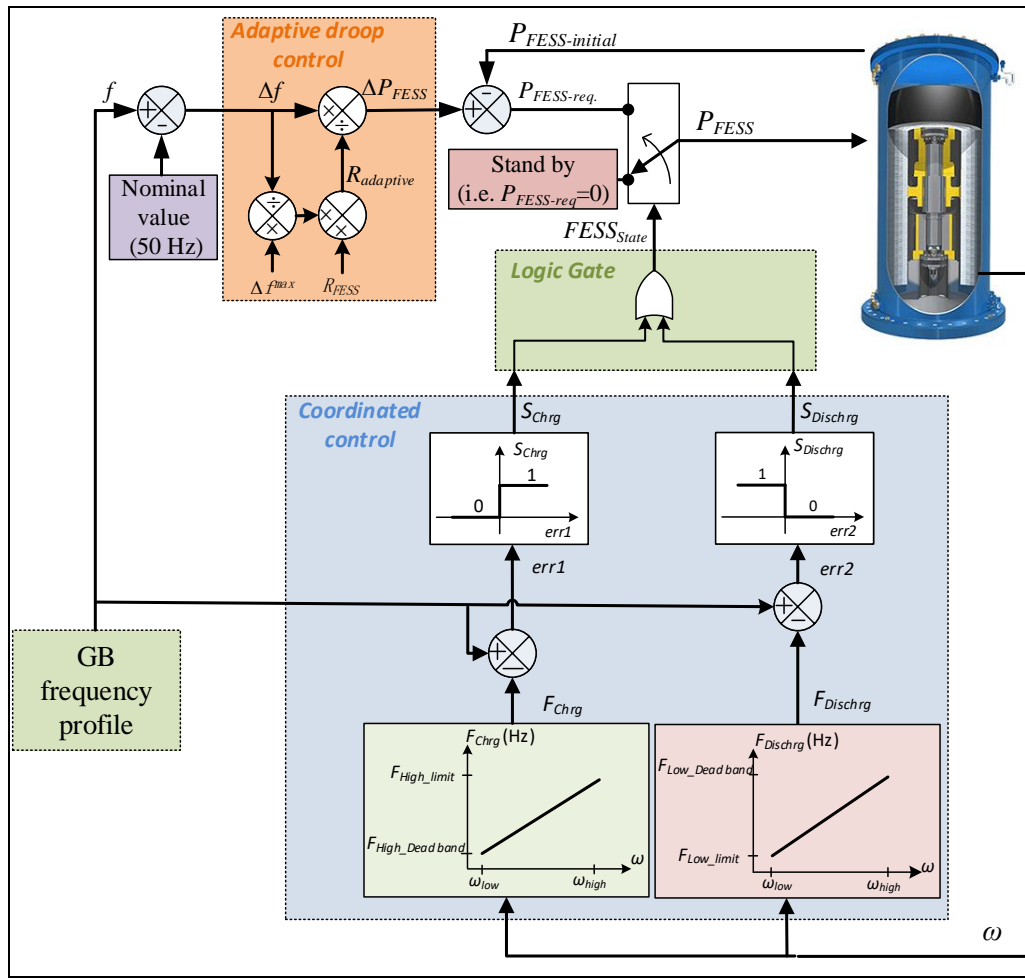 Adaptive droop
control
P_FESS-initial
f
Δf
ΔP_FESS
P_FESS-req.
P_FESS
+
-
×
÷
+
-
Nominal
value
(50 Hz)
÷
×
R_adaptive
×
×
Stand by
(i.e. P_FESS-req=0)
FESS_State
Δf^max
R_FESS
Logic Gate
Coordinated
control
S_Chrg
S_Dischrg
S_Chrg
1
0
err1
S_Dischrg
1
0
err2
err1
err2
+
-
+
-
GB
frequency
profile
F_Chrg
F_Dischrg
F_Chrg (Hz)
F_High_limit
F_High_Dead band
ω
ω_low
ω_high
F_Dischrg (Hz)
F_Low_Dead band
F_Low_limit
ω
ω_low
ω_high
ω